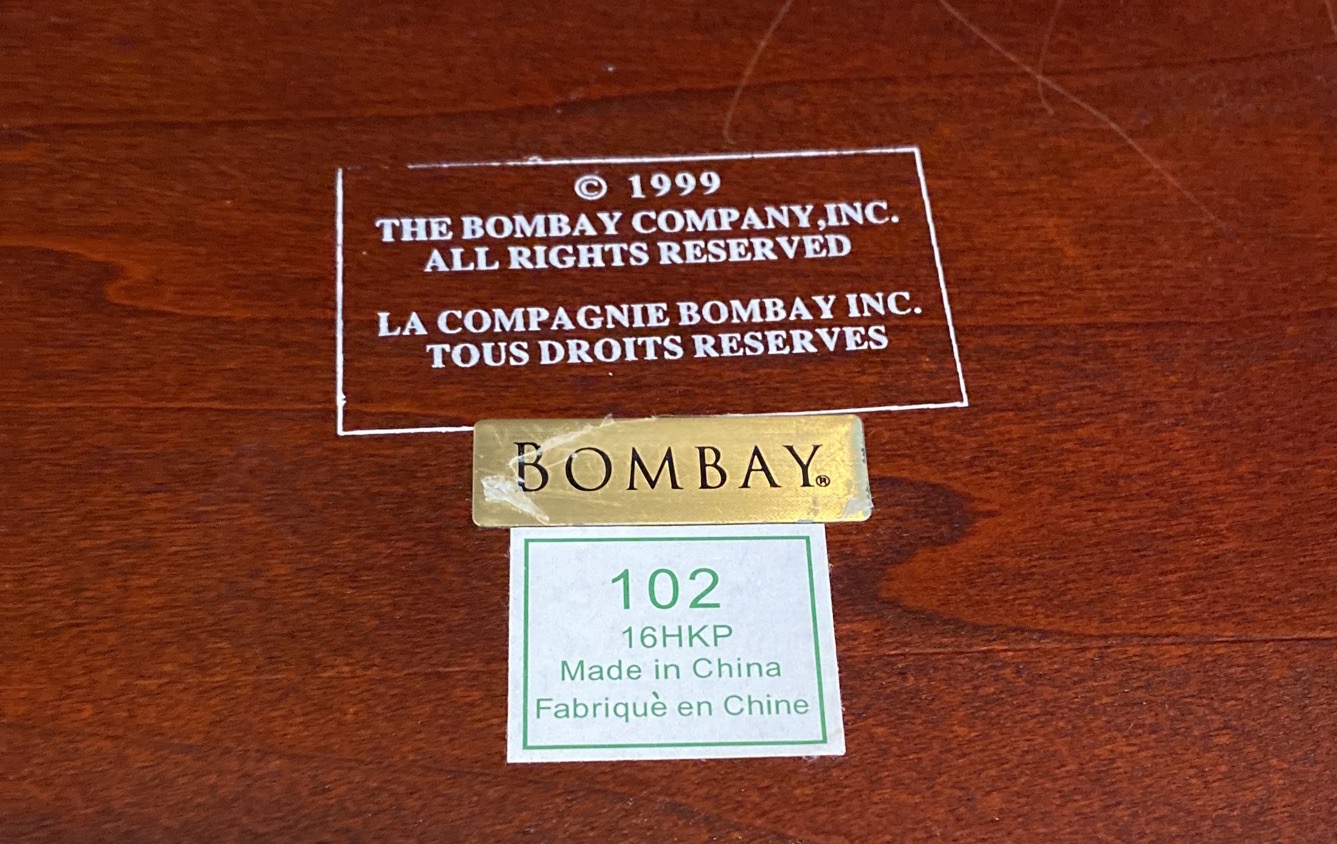 © 1999
THE BOMBAY COMPANY,INC.
ALL RIGHTS RESERVED
LA COMPAGNIE BOMBAY INC.
TOUS DROITS RESERVES
BOMBAY®
102
16HKP
Made in China
Fabriquè en Chine